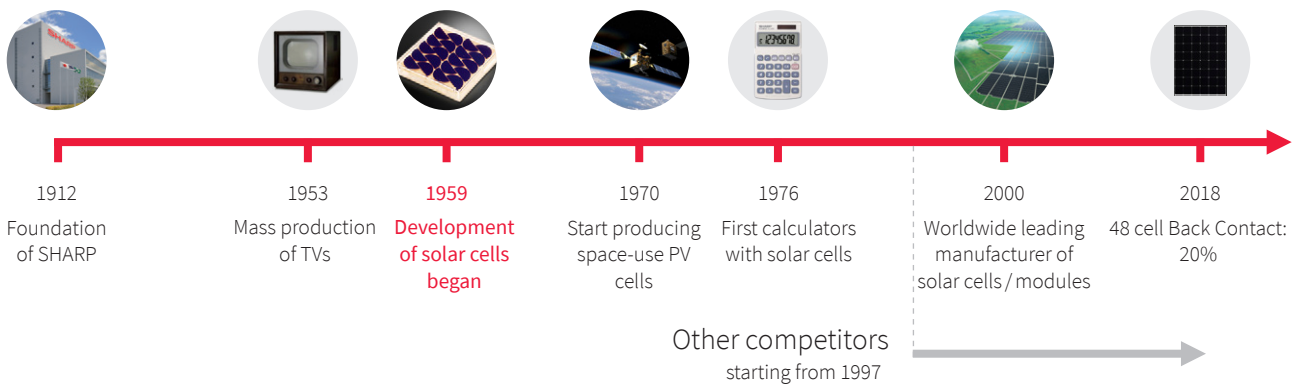 SHARP
12345678
1912
Foundation
of SHARP
1953
Mass production
of TVs
1959
Development
of solar cells
began
1970
Start producing
space-use PV
cells
1976
First calculators
with solar cells
2000
Worldwide leading
manufacturer of
solar cells / modules
2018
48 cell Back Contact:
20%
Other competitors
starting from 1997